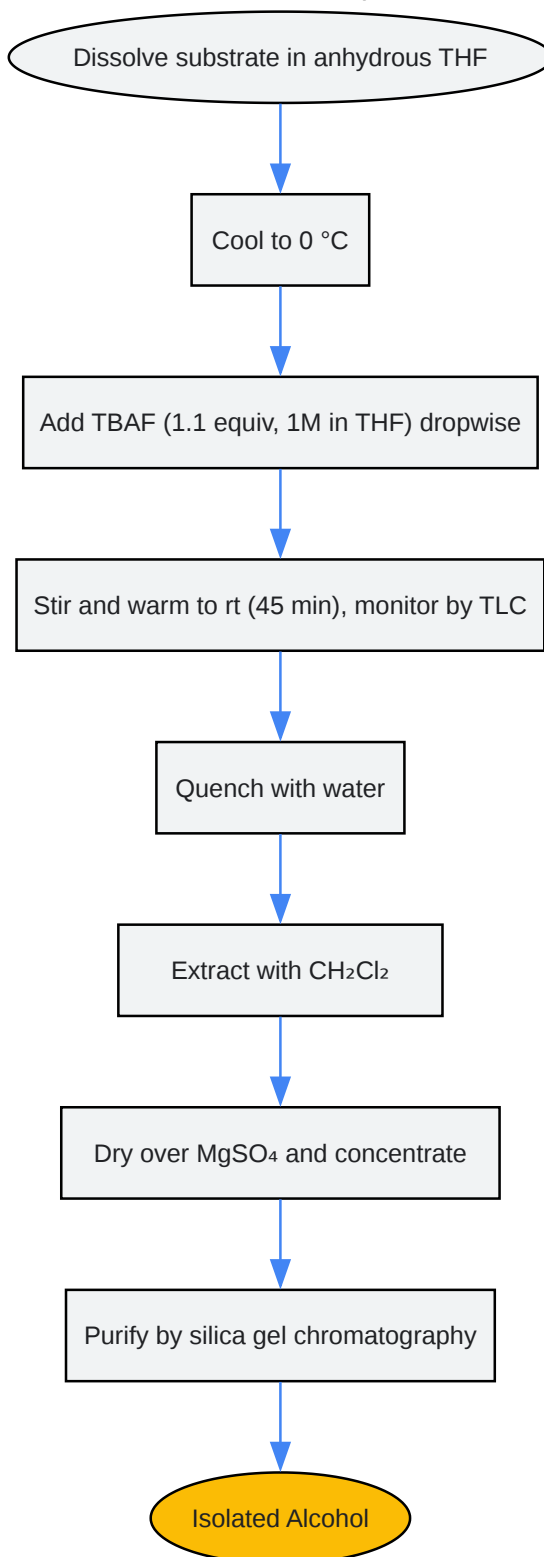 Dissolve substrate in anhydrous THF
Cool to 0 °C
Add TBAF (1.1 equiv, 1M in THF) dropwise
Stir and warm to rt (45 min), monitor by TLC
Quench with water
Extract with CH₂Cl₂
Dry over MgSO₄ and concentrate
Purify by silica gel chromatography
Isolated Alcohol